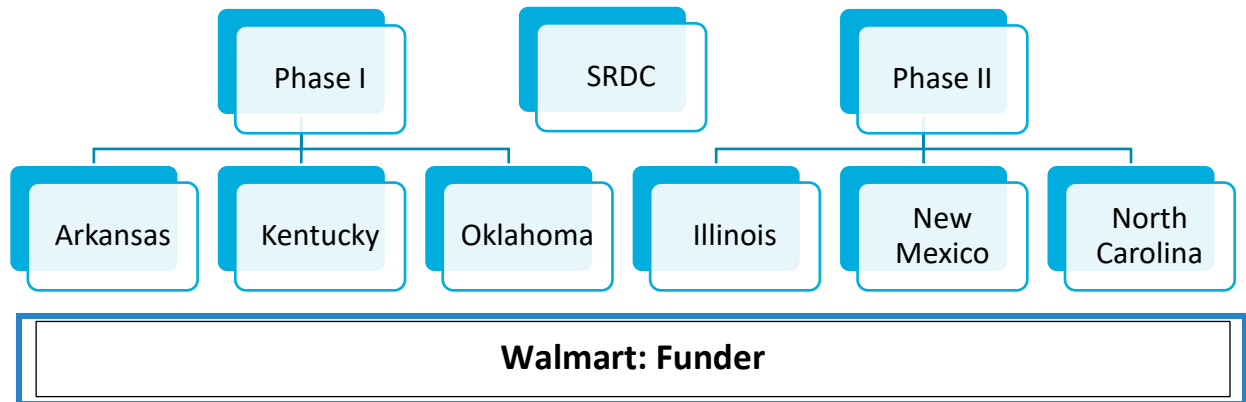 Phase I
SRDC
Phase II
Arkansas
Kentucky
Oklahoma
Illinois
New
Mexico
North
Carolina
Walmart: Funder